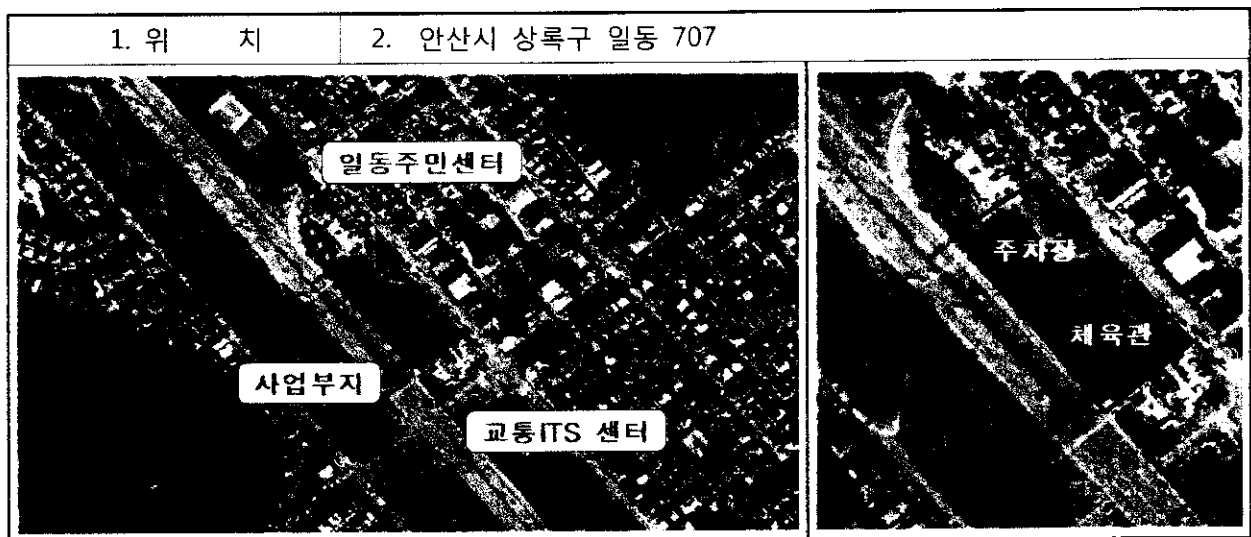 1. 위 치 2. 안산시 상록구 일동 707
일동주민센터
사업부지
교통ITS 센터
주차장
체육관